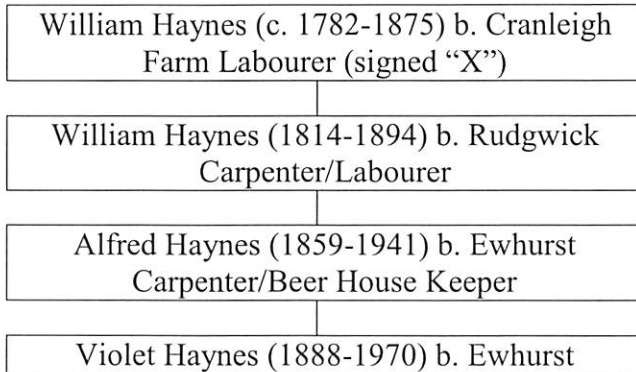 William Haynes (c. 1782-1875) b. Cranleigh
Farm Labourer (signed “X”)
William Haynes (1814-1894) b. Rudgwick
Carpenter/Labourer
Alfred Haynes (1859-1941) b. Ewhurst
Carpenter/Beer House Keeper
Violet Haynes (1888-1970) b. Ewhurst